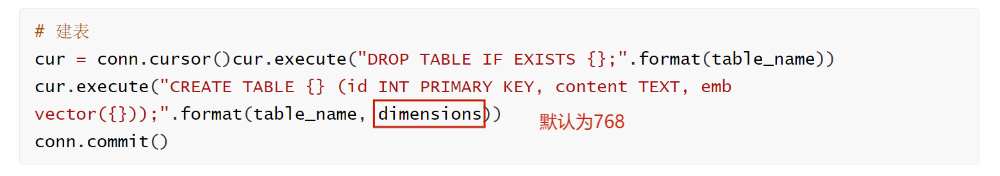 # 建表
cur = conn.cursor()cur.execute("DROP TABLE IF EXISTS {};".format(table_name))
cur.execute("CREATE TABLE {} (id INT PRIMARY KEY, content TEXT, emb
vector({}));".format(table_name, dimensions))
默认为768
conn.commit()